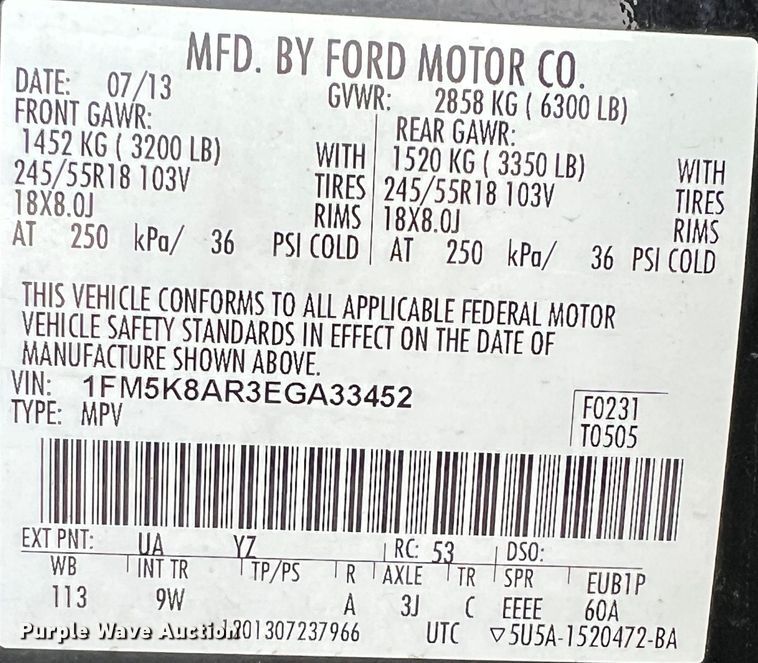 MFD. BY FORD MOTOR CO.
DATE: 07/13 GVWR: 2858 KG ( 6300 LB)
FRONT GAWR: REAR GAWR:
1452 KG ( 3200 LB) WITH 1520 KG ( 3350 LB) WITH
245/55R18 103V TIRES 245/55R18 103V TIRES
18X8.0J RIMS 18X8.0J RIMS
AT 250 kPa/ 36 PSI COLD AT 250 kPa/ 36 PSI COLD
THIS VEHICLE CONFORMS TO ALL APPLICABLE FEDERAL MOTOR
VEHICLE SAFETY STANDARDS IN EFFECT ON THE DATE OF
MANUFACTURE SHOWN ABOVE.
VIN: 1FM5K8AR3EGA33452
TYPE: MPV
F0231
T0505
EXT PNT: UA YZ RC: 53 DSO:
WB INT TR TP/PS R AXLE TR SPR EUB1P
113 9W A 3J C EEEE 60A
Purple Wave Auction 1201307237966 UTC ▽5U5A-1520472-BA